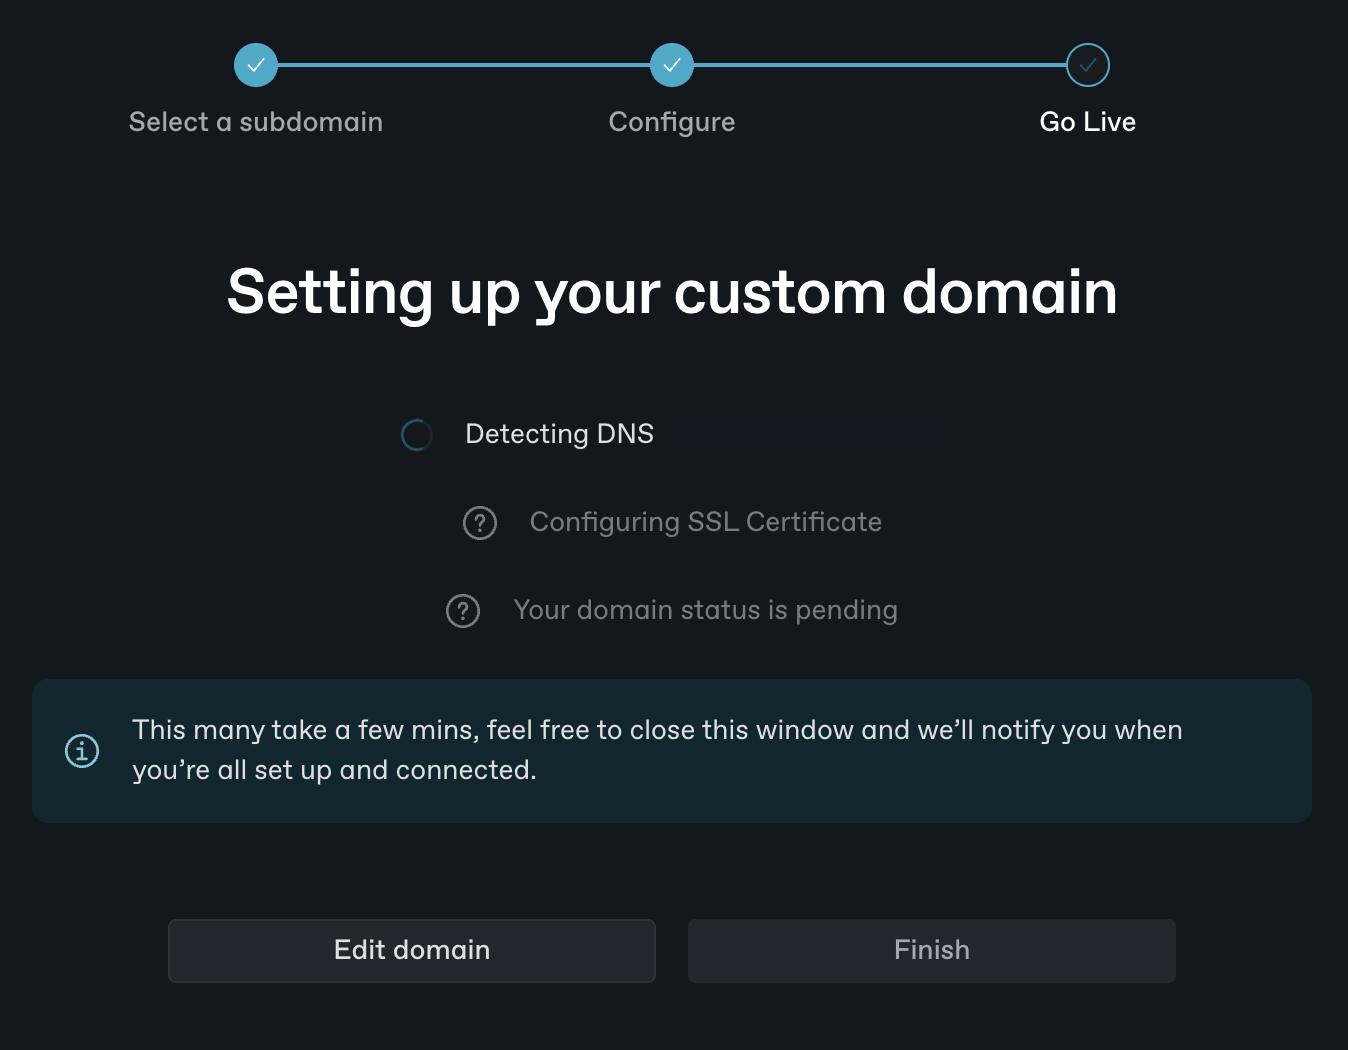 Select a subdomain
Configure
Go Live
Setting up your custom domain
Detecting DNS
Configuring SSL Certificate
Your domain status is pending
This many take a few mins, feel free to close this window and we’ll notify you when
you’re all set up and connected.
Edit domain
Finish